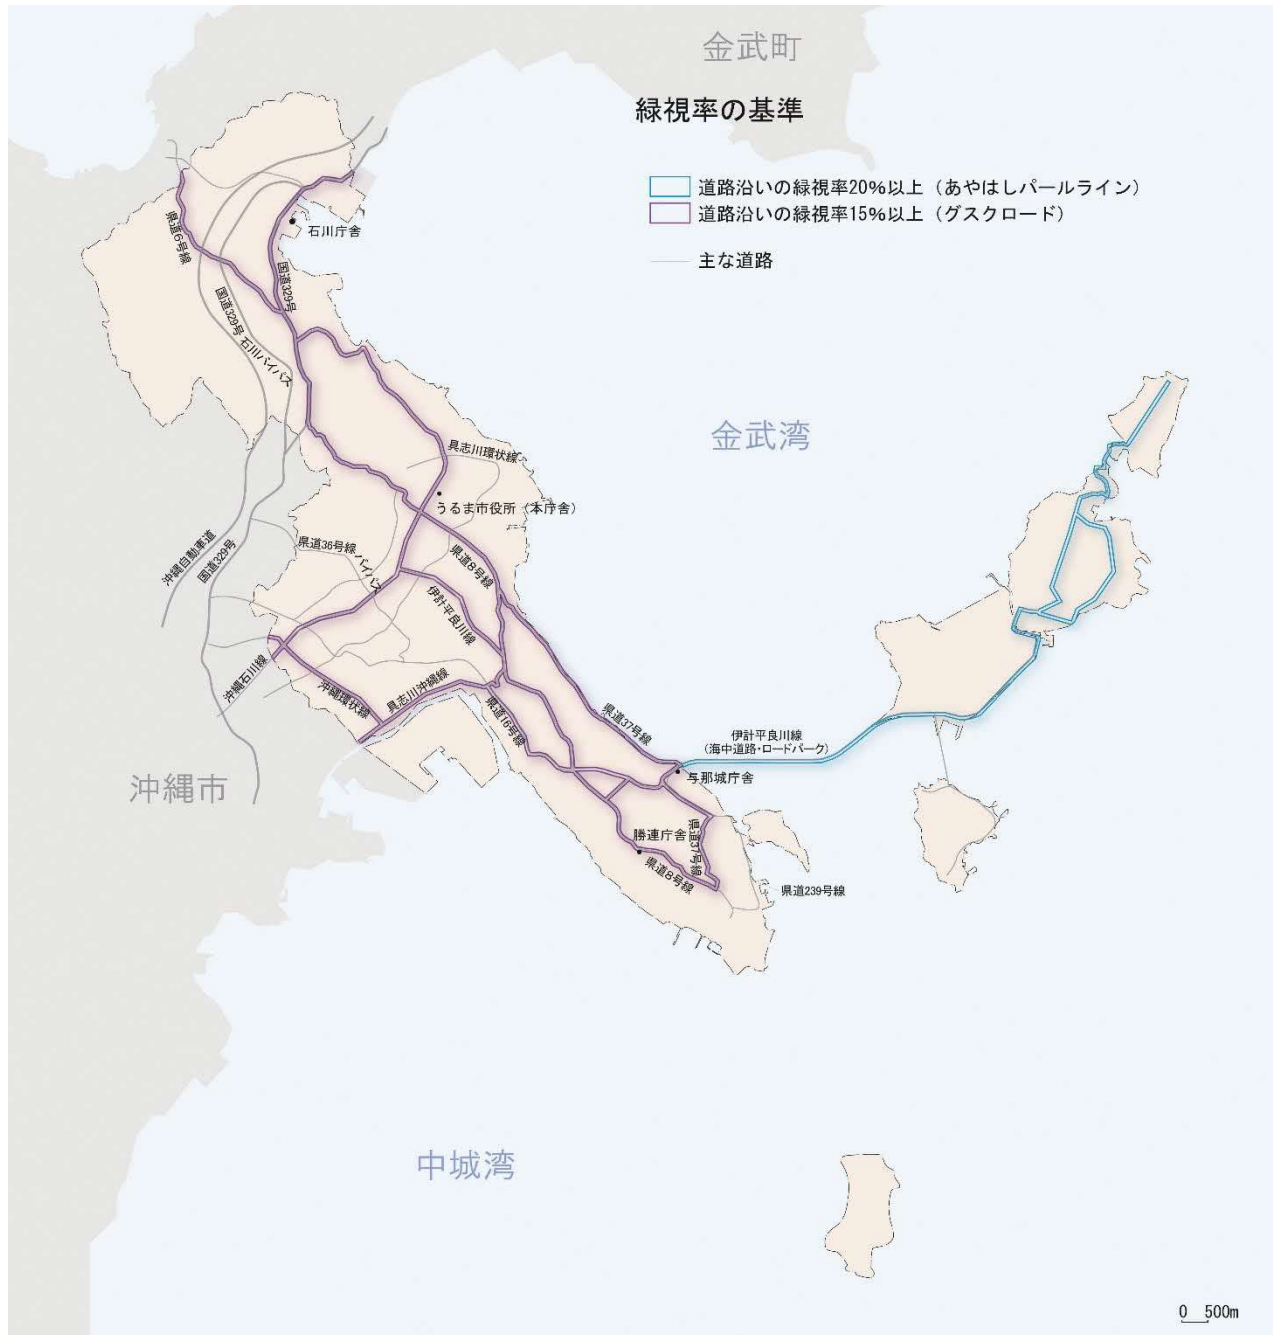 金武町
緑視率の基準
道路沿いの緑視率20%以上（あやはしパールライン）
道路沿いの緑視率15%以上（グスクロード）
主な道路
県道6号線
石川庁舎
国道329号
国道329号 石川バイパス
金武湾
具志川環状線
うるま市役所（本庁舎）
沖縄自動車道
国道329号
県道36号線 バイパス
県道8号線
伊計平良川線
沖縄石川線
沖縄環状線
具志川沖縄線
県道16号線
県道37号線
伊計平良川線
（海中道路・ロードパーク）
与那城庁舎
沖縄市
勝連庁舎
県道37号線
県道8号線
県道239号線
中城湾
0 500m